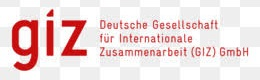 giz
Deutsche Gesellschaft
für Internationale
Zusammenarbeit (GIZ) GmbH